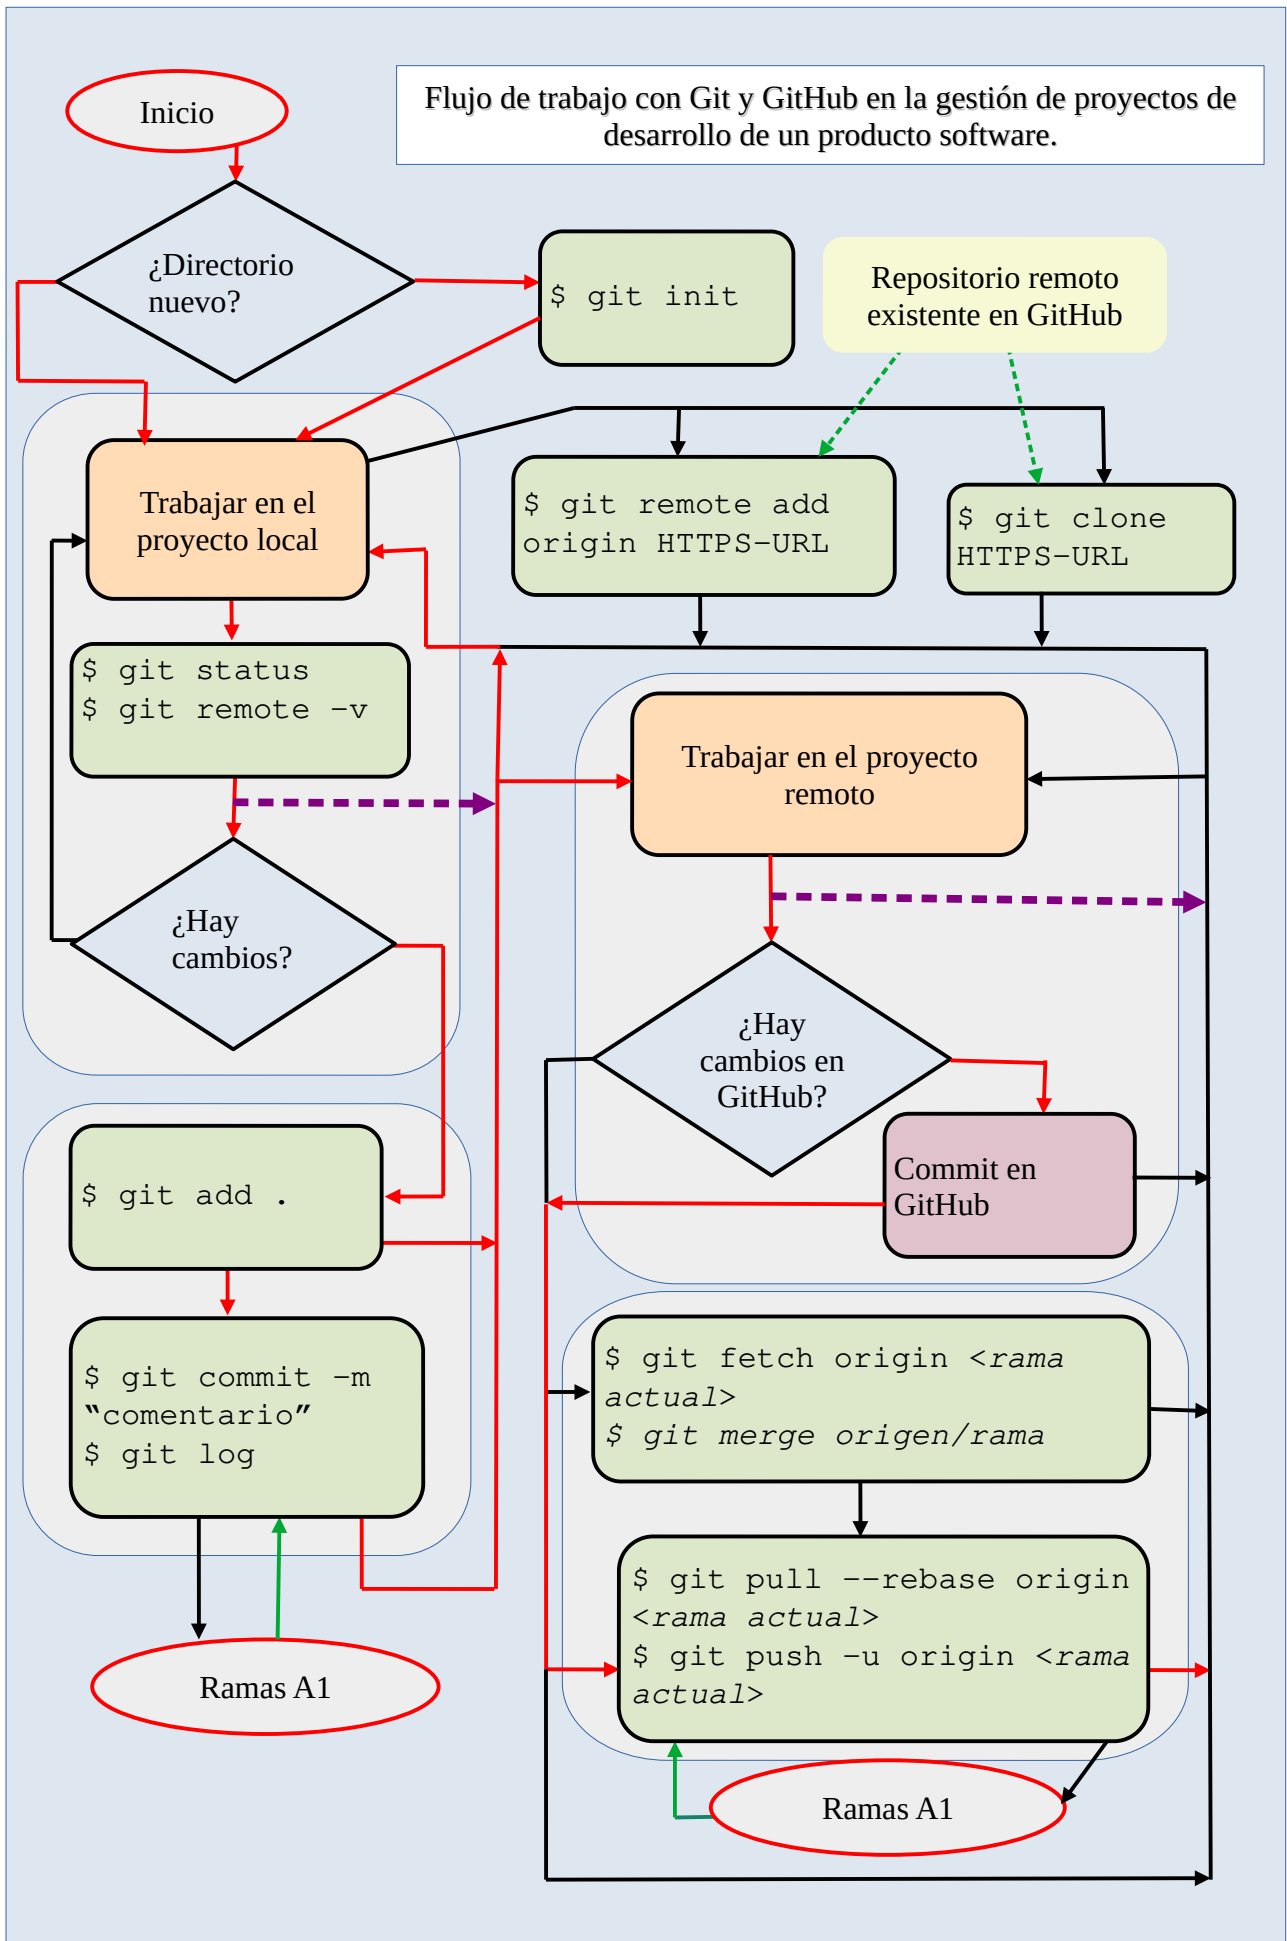 Inicio
Flujo de trabajo con Git y GitHub en la gestión de proyectos de
desarrollo de un producto software.
¿Directorio
nuevo?
$ git init
Repositorio remoto
existente en GitHub
Trabajar en el
proyecto local
$ git remote add
origin HTTPS-URL
$ git clone
HTTPS-URL
$ git status
$ git remote -v
Trabajar en el proyecto
remoto
¿Hay
cambios?
¿Hay
cambios en
GitHub?
$ git add .
Commit en
GitHub
$ git commit -m
“comentario”
$ git log
$ git fetch origin <rama
actual>
$ git merge origen/rama
$ git pull --rebase origin
<rama actual>
$ git push -u origin <rama
actual>
Ramas A1
Ramas A1